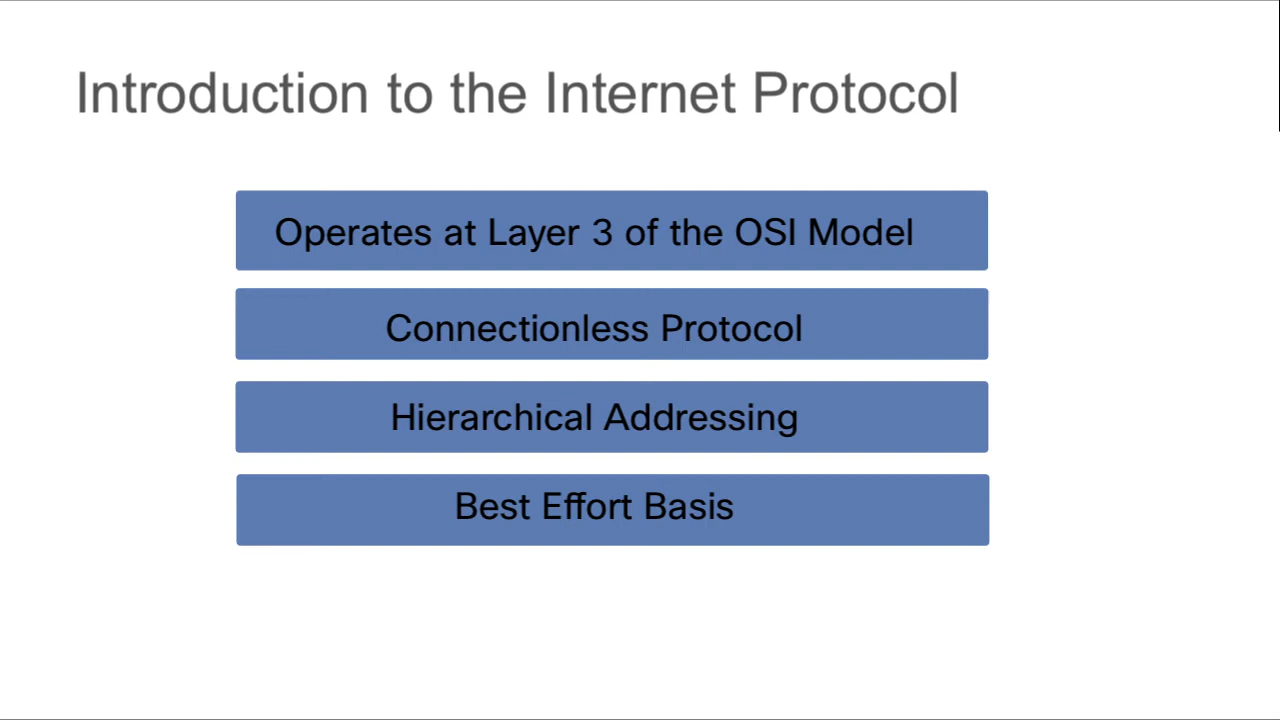 Introduction to the Internet Protocol
Operates at Layer 3 of the OSI Model
Connectionless Protocol
Hierarchical Addressing
Best Effort Basis